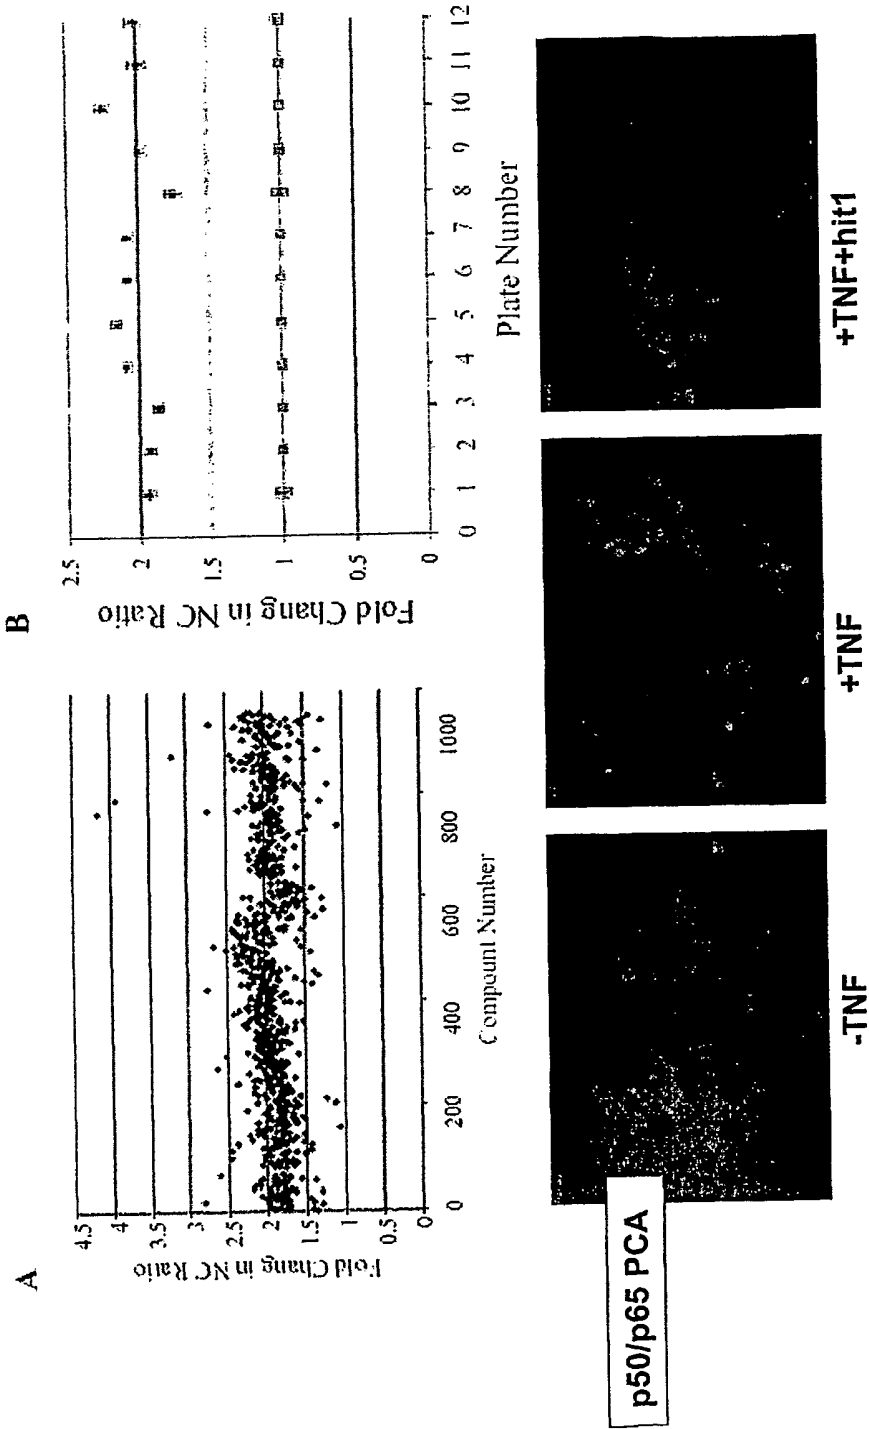 A
Fold Chang in NC Ratio
4.5
4
3.5
3
2.5
2
1.5
1
0.5
0
0 200 400 600 800 1000
Compount Number
B
Fold Chang in NC Ratio
2.5
2
1.5
1
0.5
0
0 1 2 3 4 5 6 7 8 9 10 11 12
Plate Number
p50/p65 PCA
-TNF
+TNF
+TNF+hit1